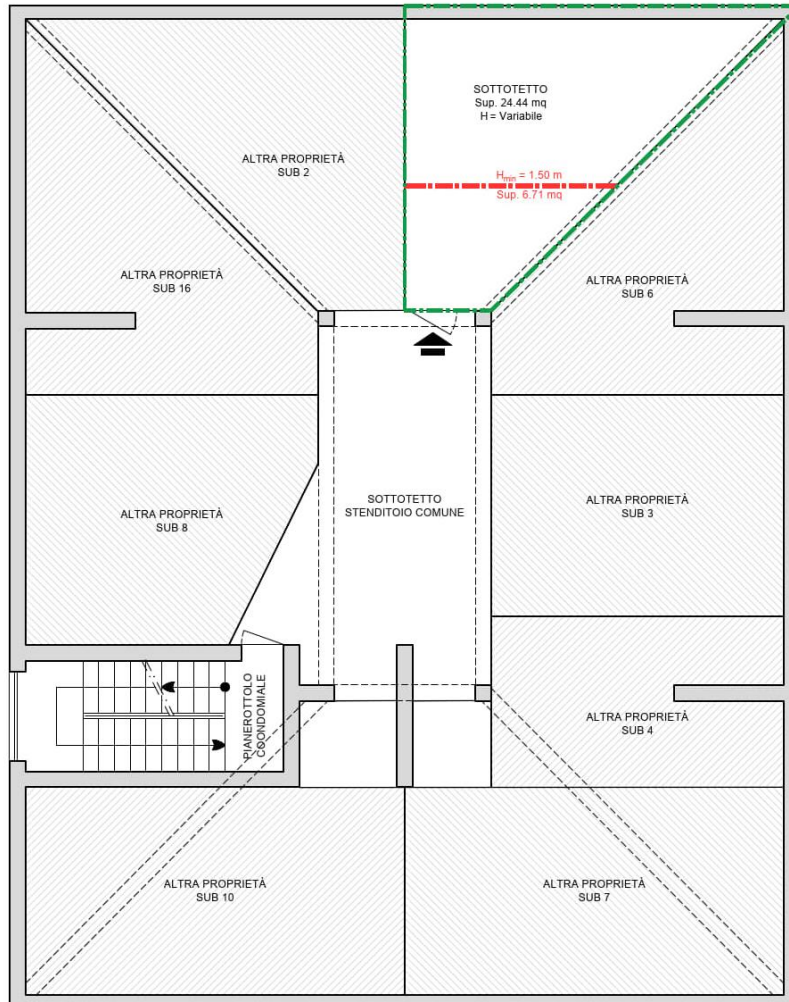 SOTTOTETTO
Sup. 24.44 mq
H = Variabile
ALTRA PROPRIETÀ
SUB 2
Hmin = 1.50 m
Sup. 6.71 mq
ALTRA PROPRIETÀ
SUB 16
ALTRA PROPRIETÀ
SUB 6
SOTTOTETTO
STENDITOIO COMUNE
ALTRA PROPRIETÀ
SUB 3
ALTRA PROPRIETÀ
SUB 8
PIANEROTTOLO
COONDOMIALE
ALTRA PROPRIETÀ
SUB 4
ALTRA PROPRIETÀ
SUB 10
ALTRA PROPRIETÀ
SUB 7